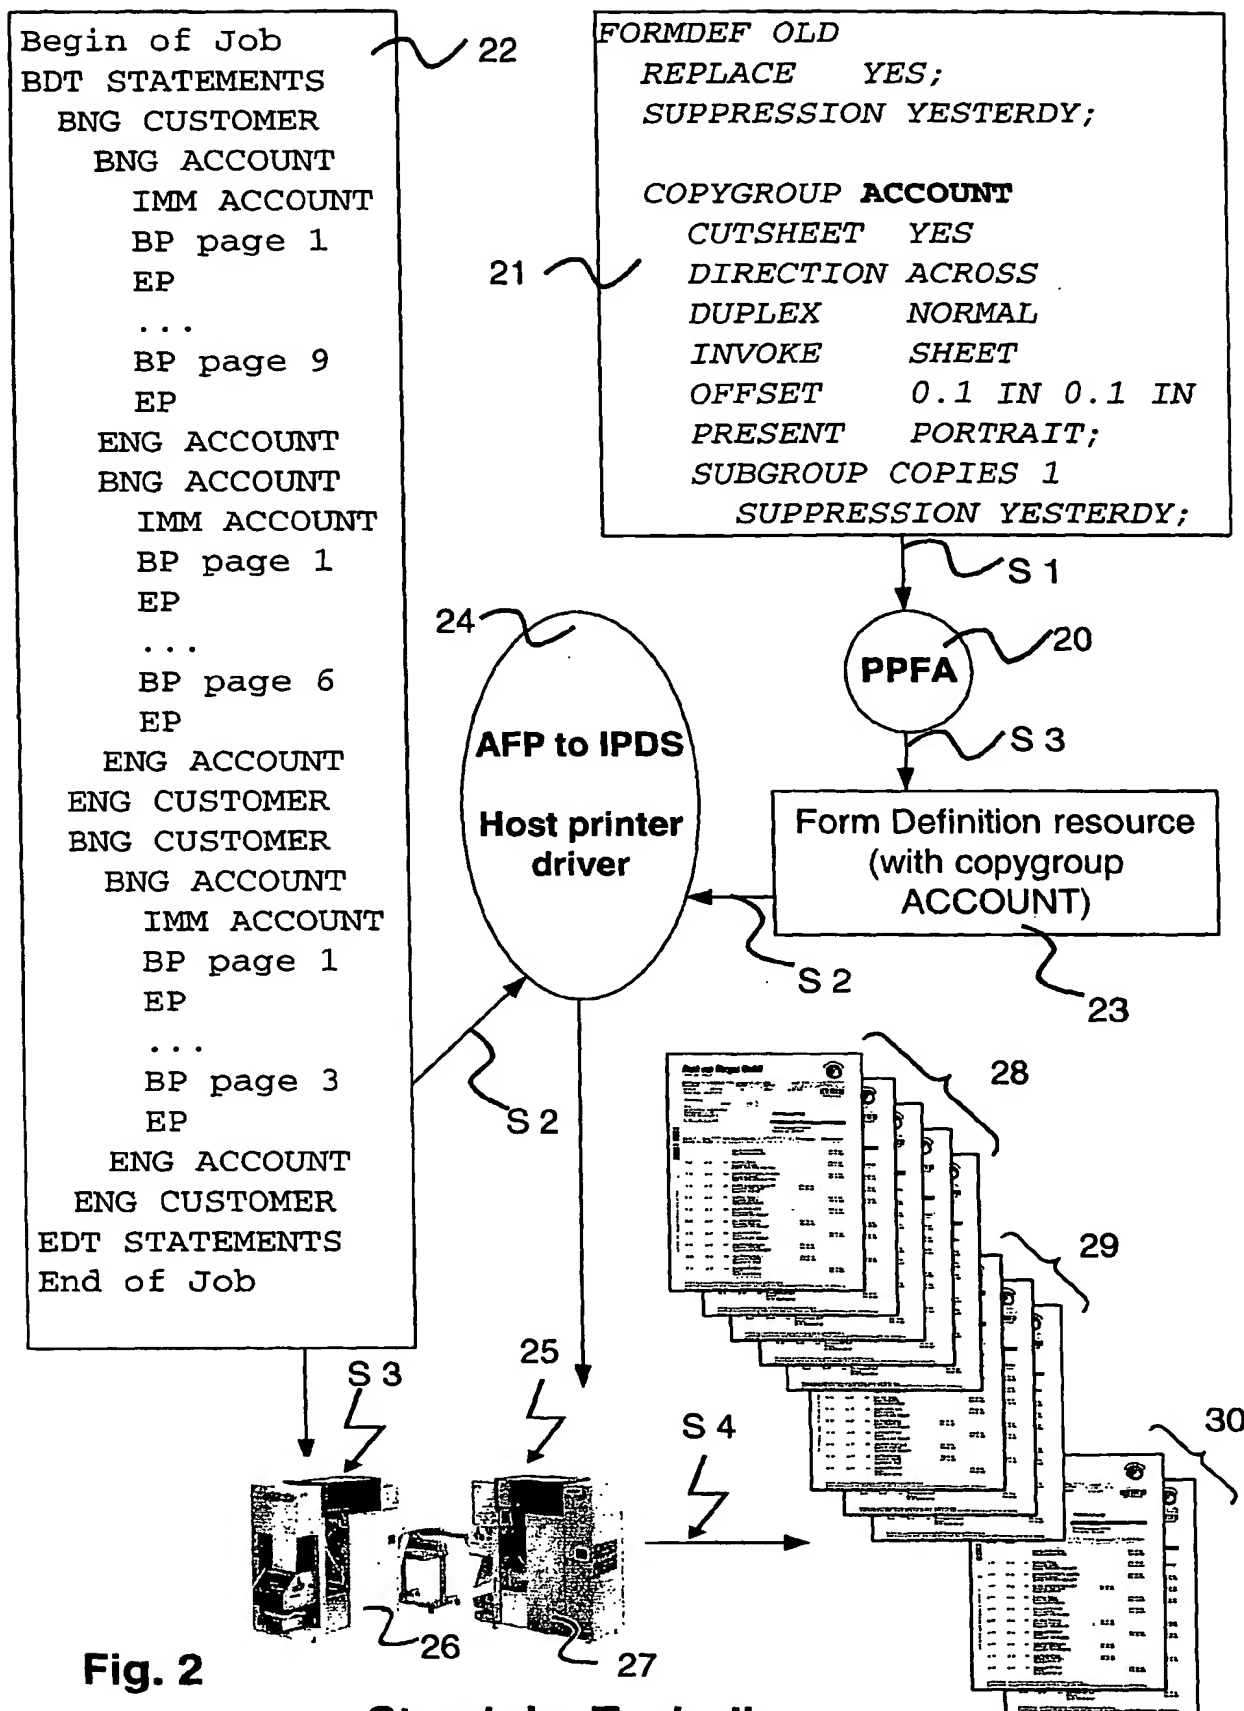 Begin of Job
BDT STATEMENTS
BNG CUSTOMER
BNG ACCOUNT
IMM ACCOUNT
BP page 1
EP
...
BP page 9
EP
ENG ACCOUNT
BNG ACCOUNT
IMM ACCOUNT
BP page 1
EP
...
BP page 6
EP
ENG ACCOUNT
ENG CUSTOMER
BNG CUSTOMER
BNG ACCOUNT
IMM ACCOUNT
BP page 1
EP
...
BP page 3
EP
ENG ACCOUNT
ENG CUSTOMER
EDT STATEMENTS
End of Job
22
FORMDEF OLD
REPLACE YES;
SUPPRESSION YESTERDY;
COPYGROUP ACCOUNT
CUTSHEET YES
DIRECTION ACROSS
DUPLEX NORMAL
INVOKE SHEET
OFFSET 0.1 IN 0.1 IN
PRESENT PORTRAIT;
SUBGROUP COPIES 1
SUPPRESSION YESTERDY;
21
S 1
20
PPFA
S 3
24
AFP to IPDS
Host printer
driver
Form Definition resource
(with copygroup
ACCOUNT)
S 2
23
S 2
28
29
30
S 3
25
S 4
26
27
Fig. 2